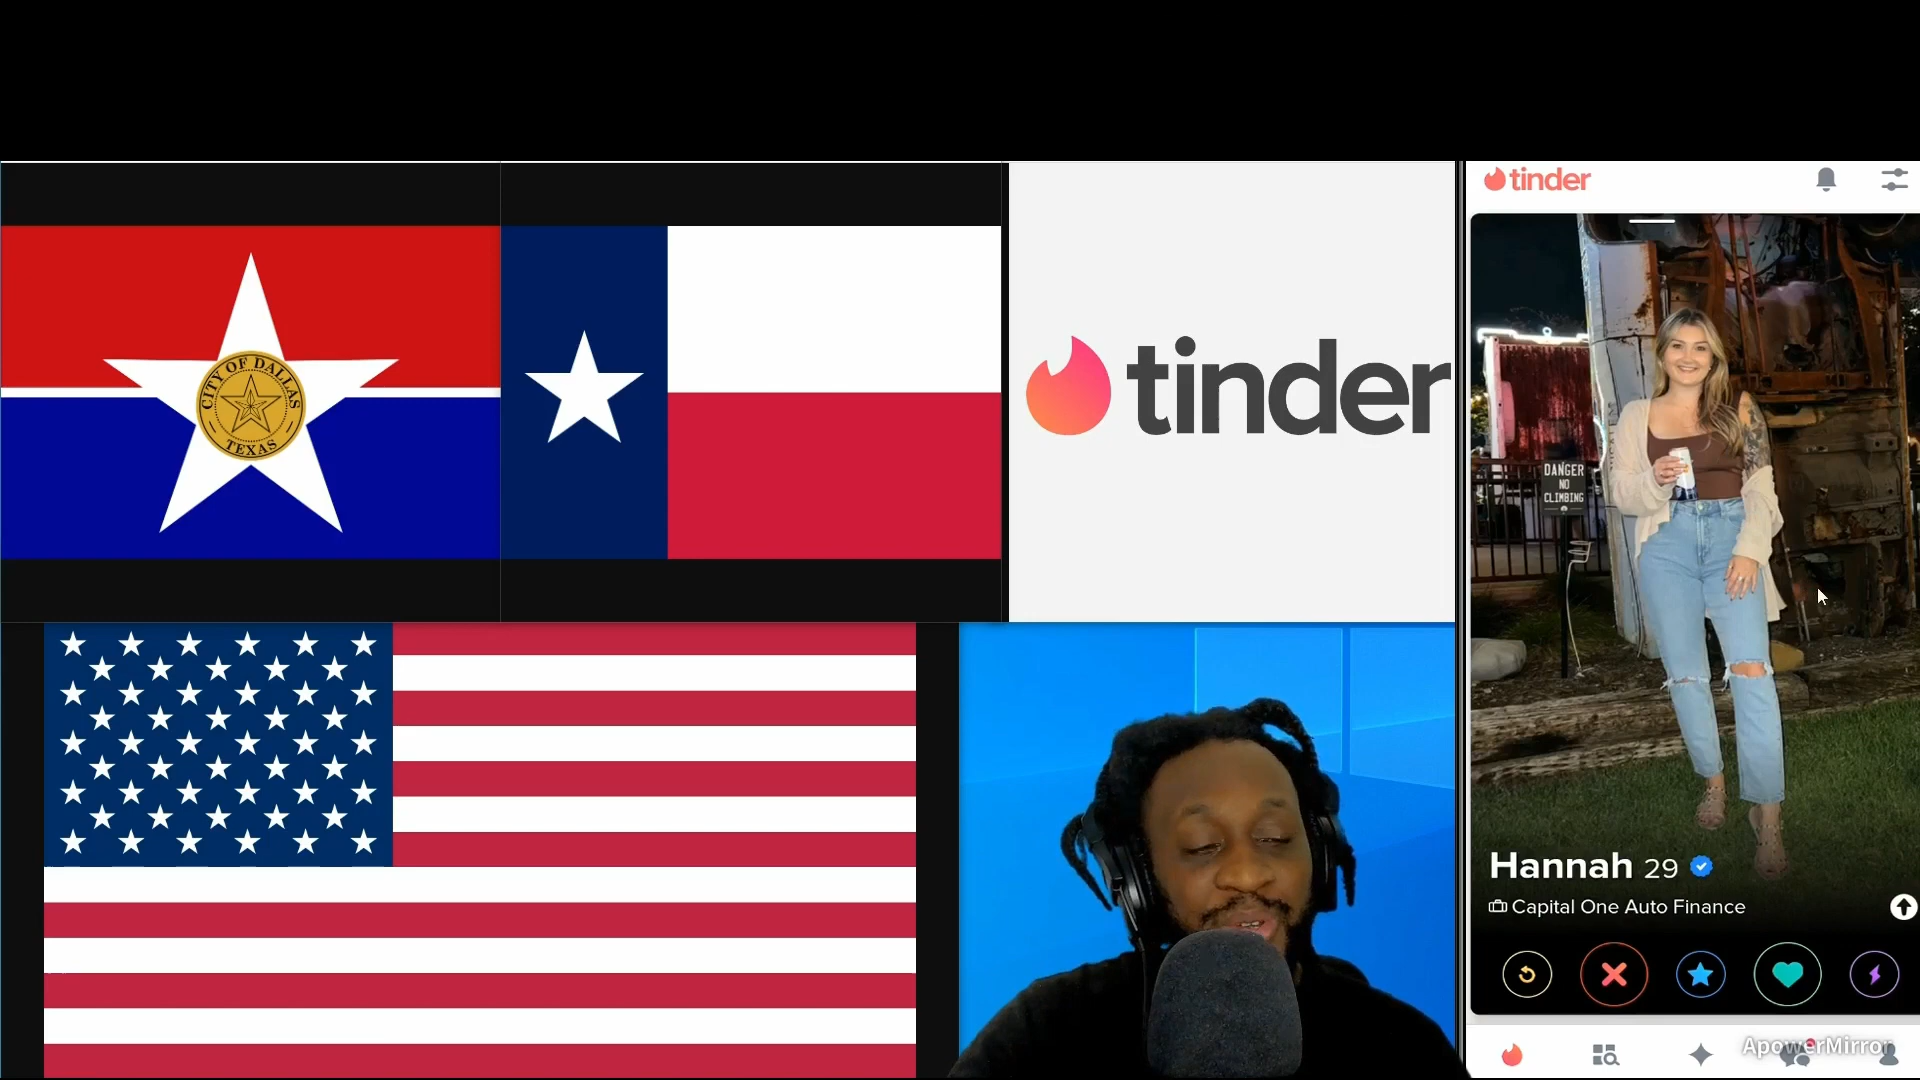 CITY OF DALLAS
TEXAS
tinder
tinder
DANGER
NO
CLIMBING
Hannah 29
Capital One Auto Finance
ApowerMirror